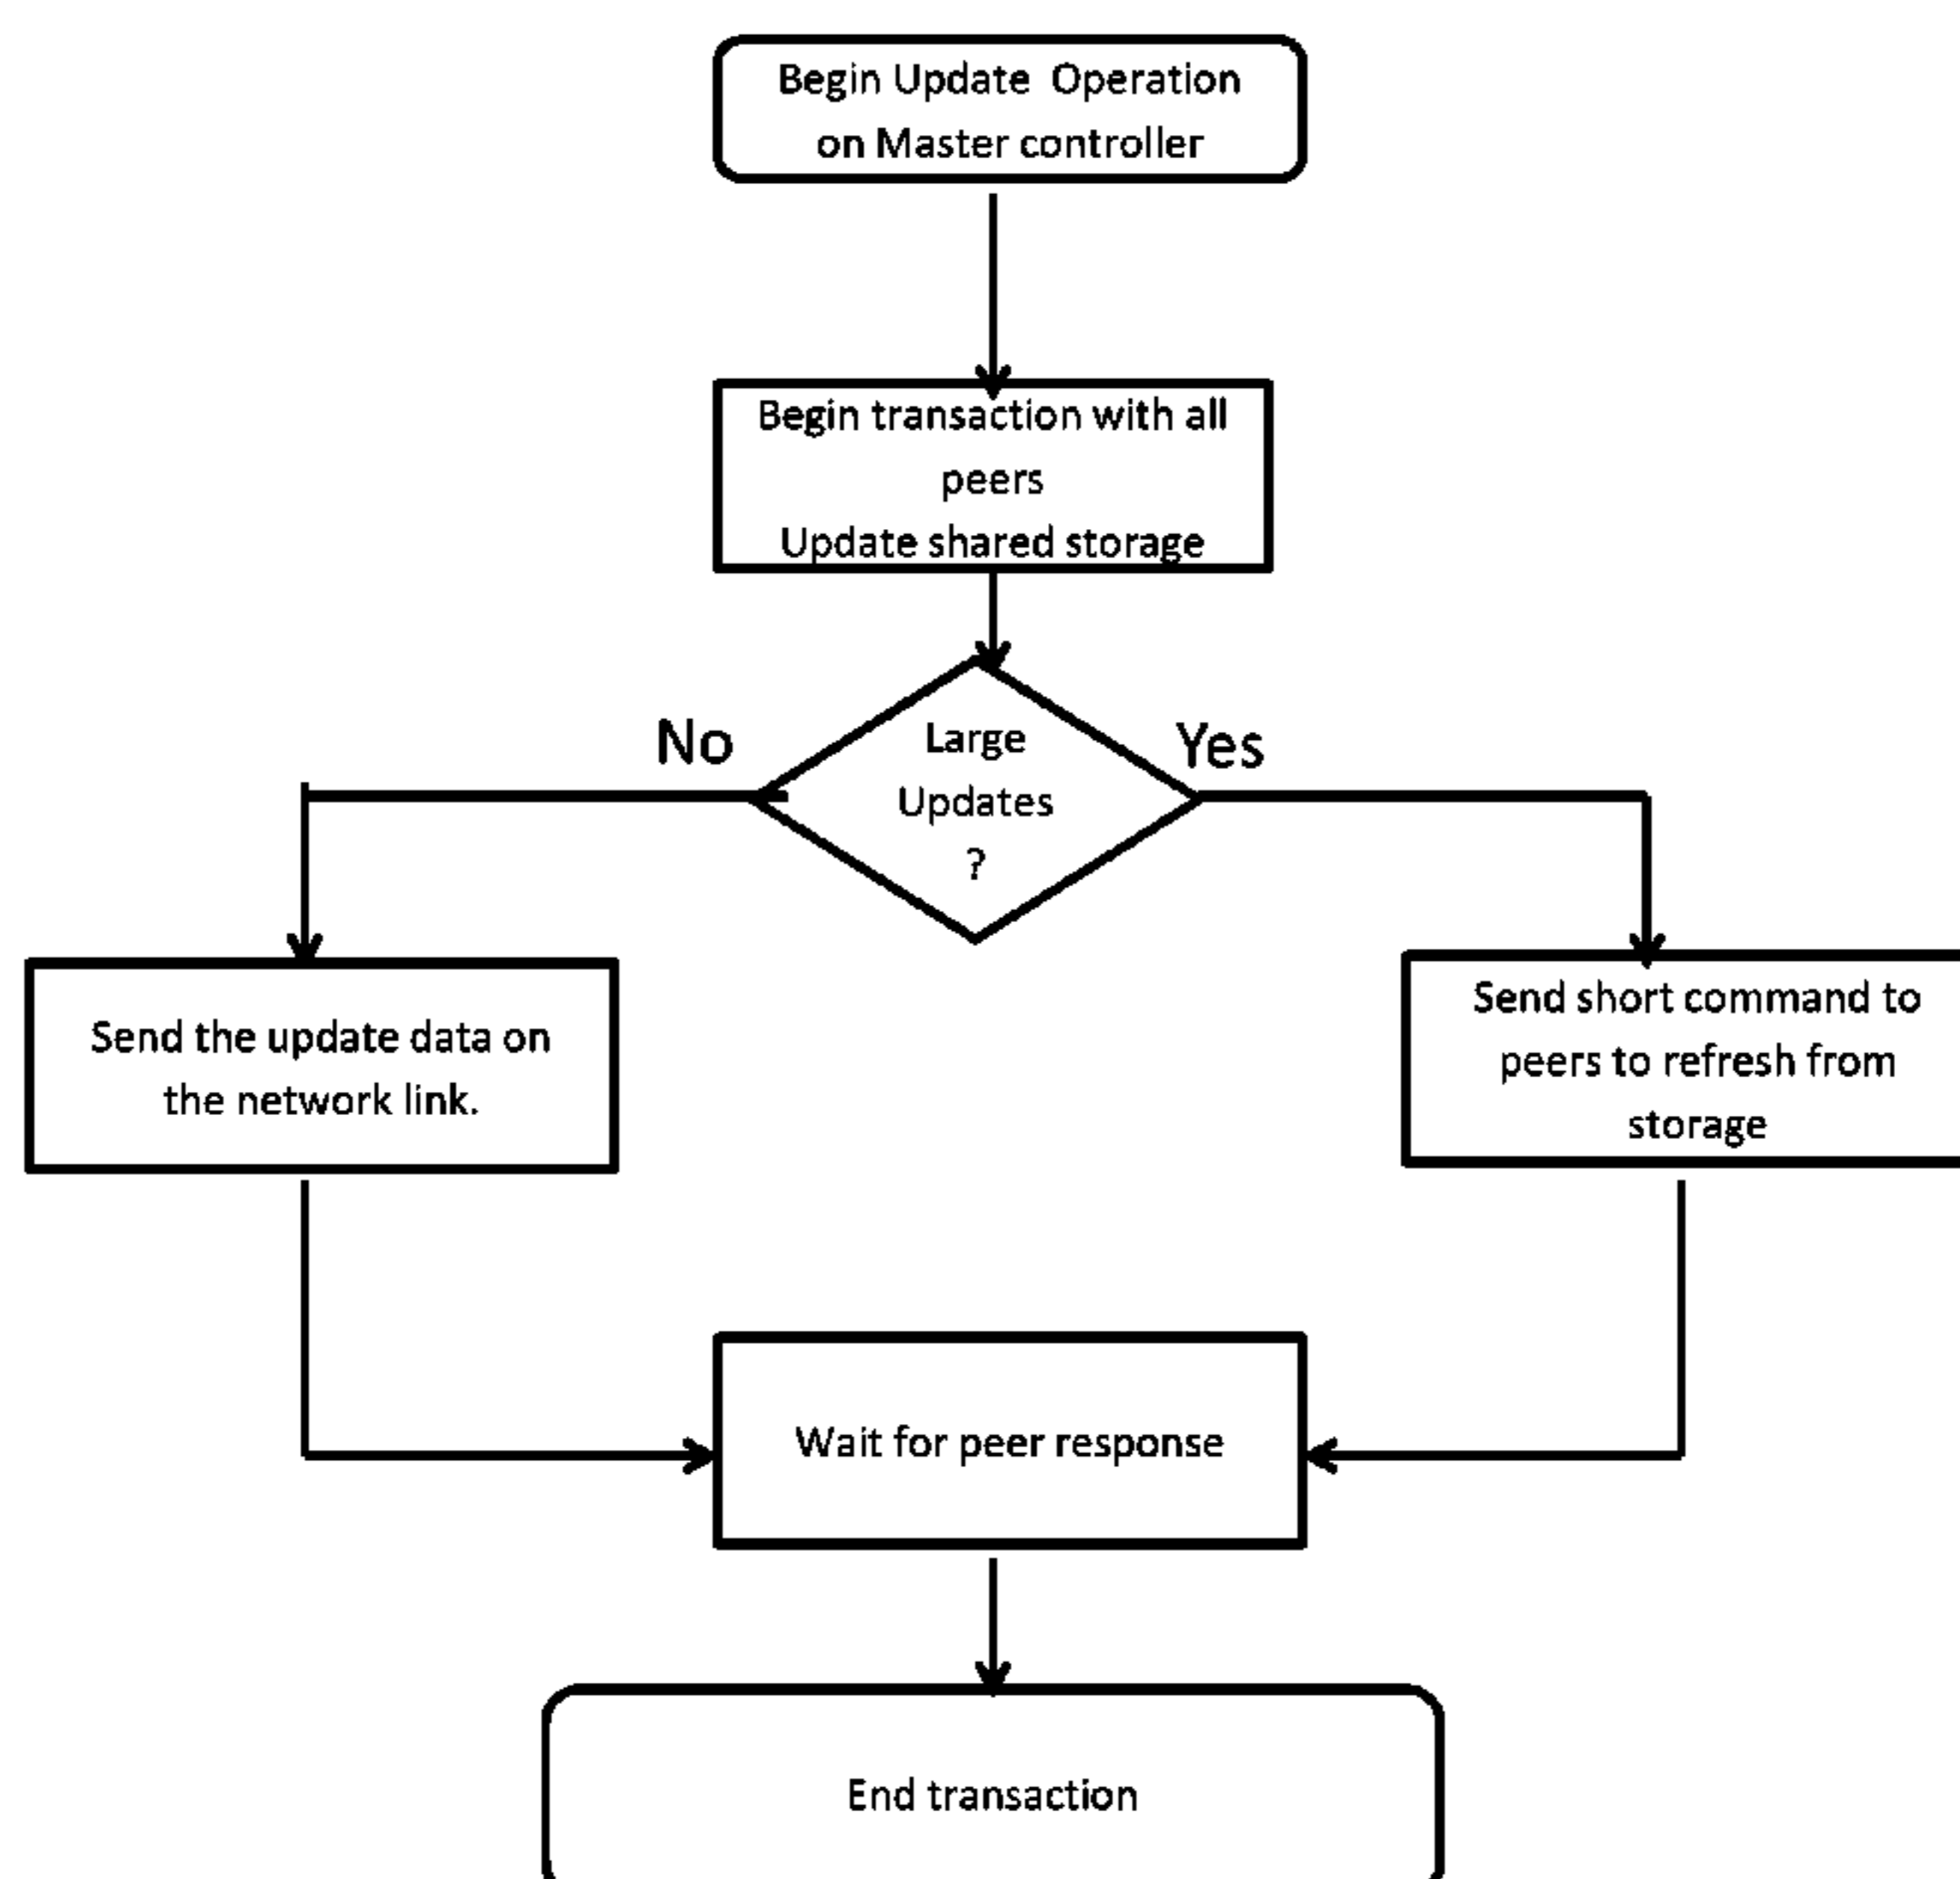 Begin Update  Operation
on Master controller
Begin transaction with all
peers
Update shared storage
No
Yes
Large
Updates
?
Send the update data on
the network link.
Send short command to
peers to refresh from
storage
Wait for peer response
End transaction